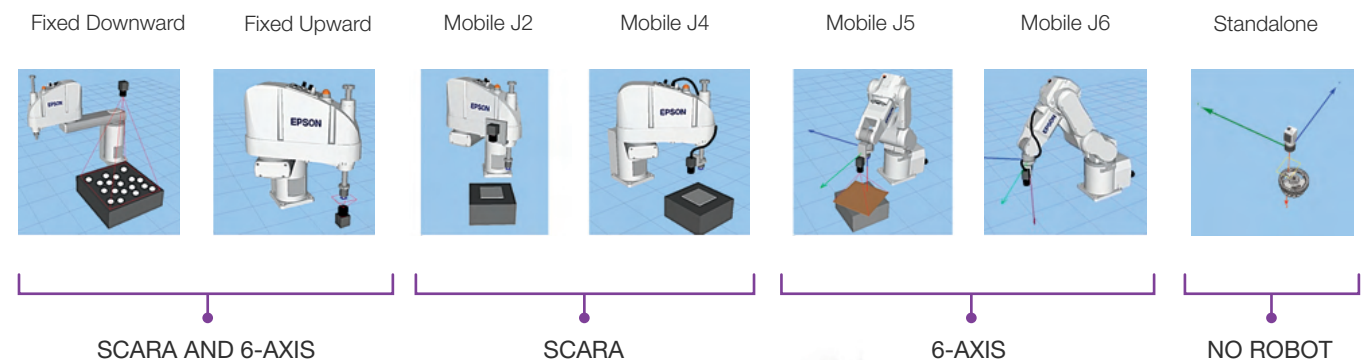 Fixed Downward
Fixed Upward
Mobile J2
Mobile J4
Mobile J5
Mobile J6
Standalone
EPSON
EPSON
EPSON
EPSON
EPSON
SCARA AND 6-AXIS
SCARA
6-AXIS
NO ROBOT